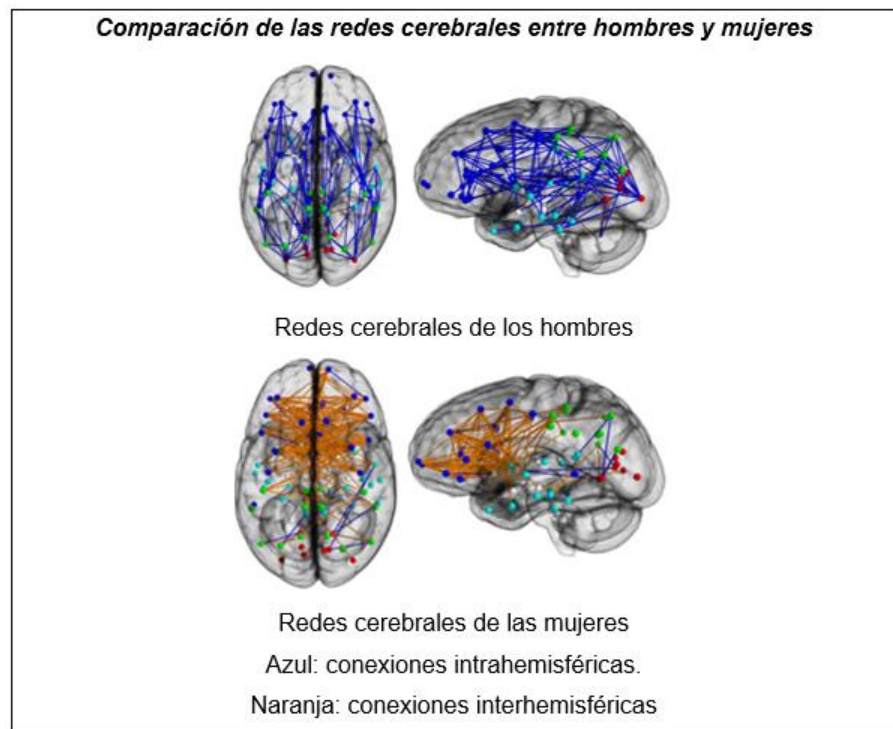 Comparación de las redes cerebrales entre hombres y mujeres
Redes cerebrales de los hombres
Redes cerebrales de las mujeres
Azul: conexiones intrahemisféricas.
Naranja: conexiones interhemisféricas